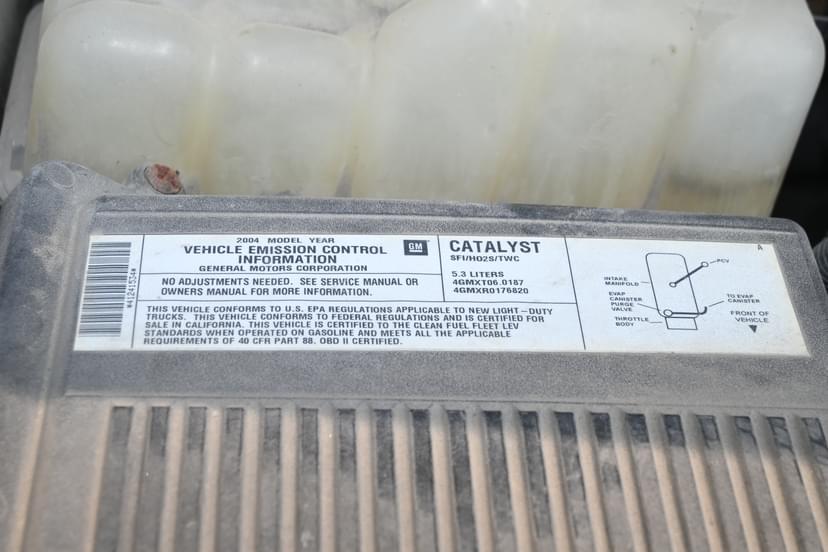 2004 MODEL YEAR
VEHICLE EMISSION CONTROL
INFORMATION
GENERAL MOTORS CORPORATION
GM
NO ADJUSTMENTS NEEDED. SEE SERVICE MANUAL OR
OWNERS MANUAL FOR MORE INFORMATION.
THIS VEHICLE CONFORMS TO U.S. EPA REGULATIONS APPLICABLE TO NEW LIGHT-DUTY
TRUCKS. THIS VEHICLE CONFORMS TO FEDERAL REGULATIONS AND IS CERTIFIED FOR
SALE IN CALIFORNIA. THIS VEHICLE IS CERTIFIED TO THE CLEAN FUEL FLEET LEV
STANDARDS WHEN OPERATED ON GASOLINE AND MEETS ALL THE APPLICABLE
REQUIREMENTS OF 40 CFR PART 88. OBD II CERTIFIED.
*41241534*
CATALYST
SFI/HO2S/TWC
5.3 LITERS
4GMXT06.0187
4GMXR0176820
A
PCV
INTAKE
MANIFOLD
EVAP
CANISTER
PURGE
VALVE
THROTTLE
BODY
TO EVAP
CANISTER
FRONT OF
VEHICLE